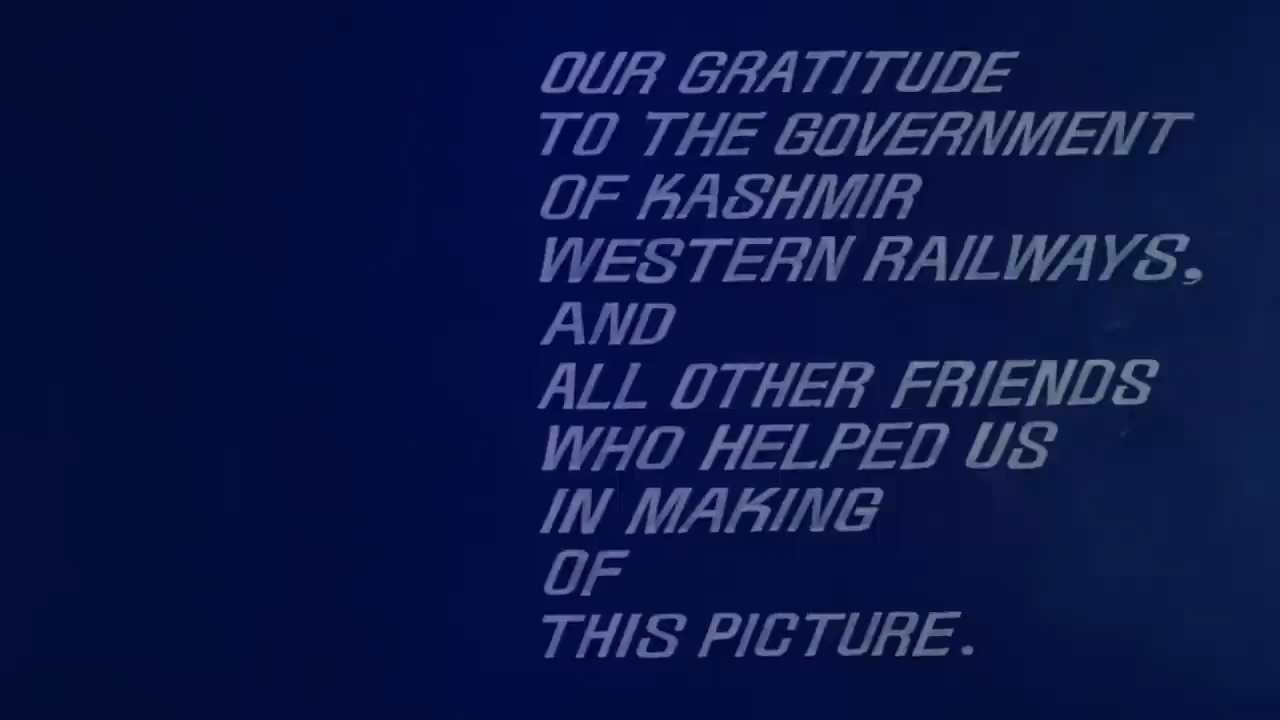 OUR GRATITUDE
TO THE GOVERNMENT
OF KASHMIR
WESTERN RAILWAYS,
AND
ALL OTHER FRIENDS
WHO HELPED US
IN MAKING
OF
THIS PICTURE.